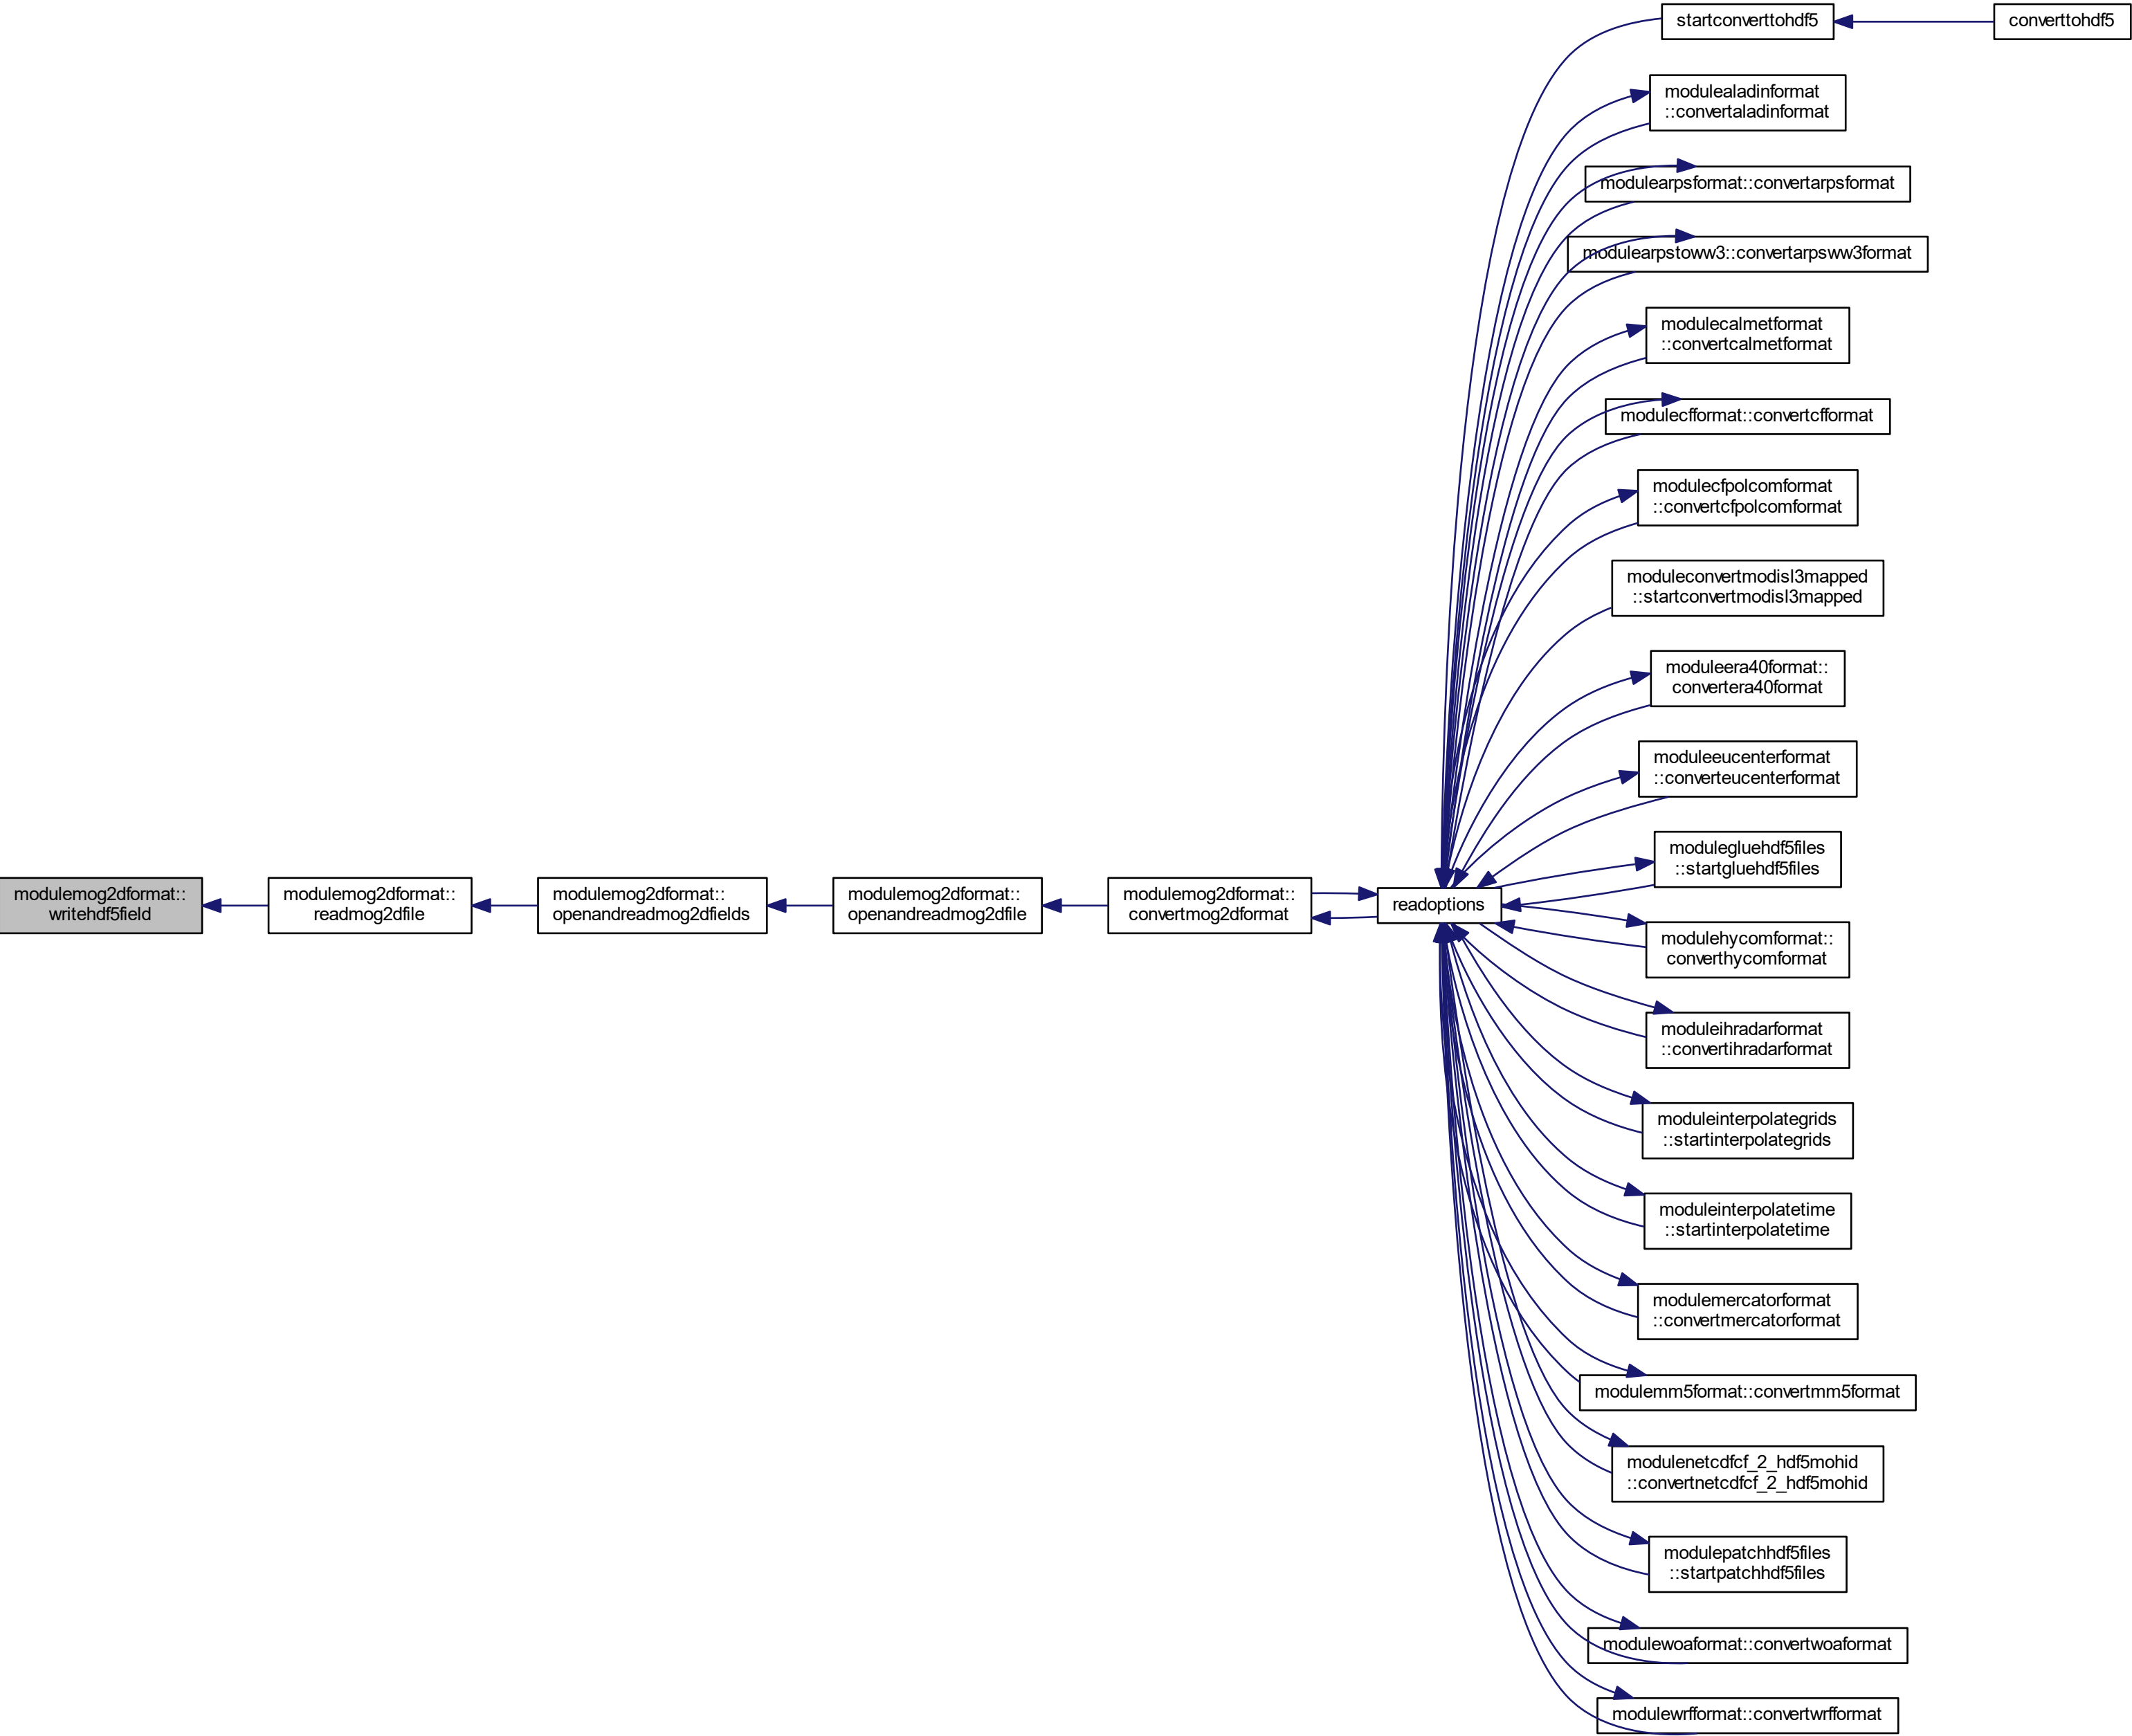 startconverttohdf5
converttohdf5
modulealadinformat
::convertaladinformat
modulearpsformat::convertarpsformat
modulearpstoww3::convertarpsww3format
modulecalmetformat
::convertcalmetformat
modulecfformat::convertcfformat
modulecfpolcomformat
::convertcfpolcomformat
moduleconvertmodisl3mapped
::startconvertmodisl3mapped
moduleera40format::
convertera40format
moduleeucenterformat
::converteucenterformat
modulegluehdf5files
::startgluehdf5files
modulemog2dformat::
writehdf5field
modulemog2dformat::
readmog2dfile
modulemog2dformat::
openandreadmog2dfields
modulemog2dformat::
openandreadmog2dfile
modulemog2dformat::
convertmog2dformat
readoptions
modulehycomformat::
converthycomformat
moduleihradarformat
::convertihradarformat
moduleinterpolategrids
::startinterpolategrids
moduleinterpolatetime
::startinterpolatetime
modulemercatorformat
::convertmercatorformat
modulemm5format::convertmm5format
modulenetcdfcf_2_hdf5mohid
::convertnetcdfcf_2_hdf5mohid
modulepatchhdf5files
::startpatchhdf5files
modulewoaformat::convertwoaformat
modulewrfformat::convertwrfformat